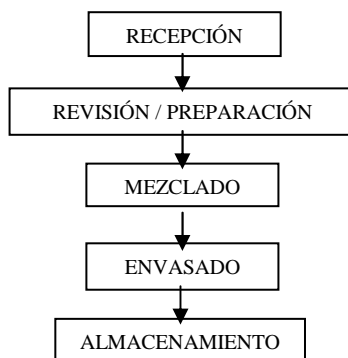 RECEPCIÓN
REVISIÓN / PREPARACIÓN
MEZCLADO
ENVASADO
ALMACENAMIENTO